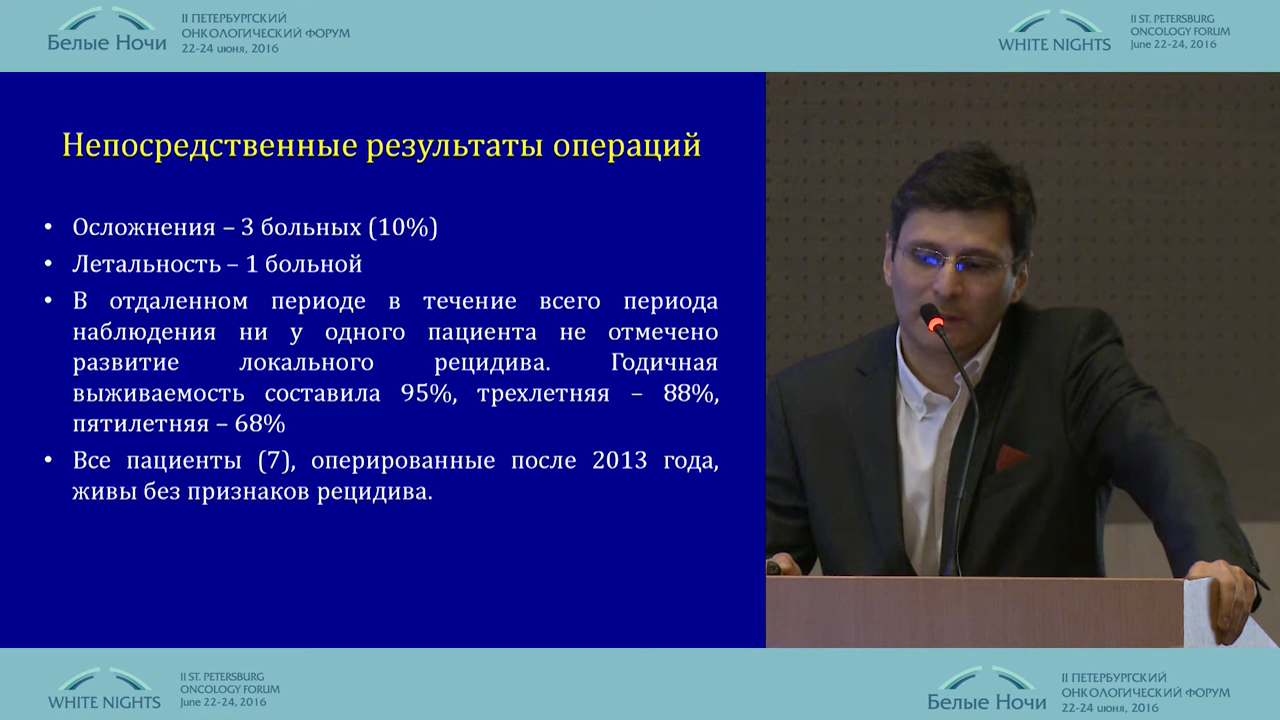 Белые Ночи
II ПЕТЕРБУРГСКИЙ
ОНКОЛОГИЧЕСКИЙ ФОРУМ
22-24 июня, 2016
WHITE NIGHTS
II ST. PETERSBURG
ONCOLOGY FORUM
June 22-24, 2016
Непосредственные результаты операций
• Осложнения – 3 больных (10%)
• Летальность – 1 больной
• В отдаленном периоде в течение всего периода
наблюдения ни у одного пациента не отмечено
развитие локального рецидива. Годичная
выживаемость составила 95%, трехлетняя – 88%,
пятилетняя – 68%
• Все пациенты (7), оперированные после 2013 года,
живы без признаков рецидива.
WHITE NIGHTS
II ST. PETERSBURG
ONCOLOGY FORUM
June 22-24, 2016
Белые Ночи
II ПЕТЕРБУРГСКИЙ
ОНКОЛОГИЧЕСКИЙ ФОРУМ
22-24 июня, 2016